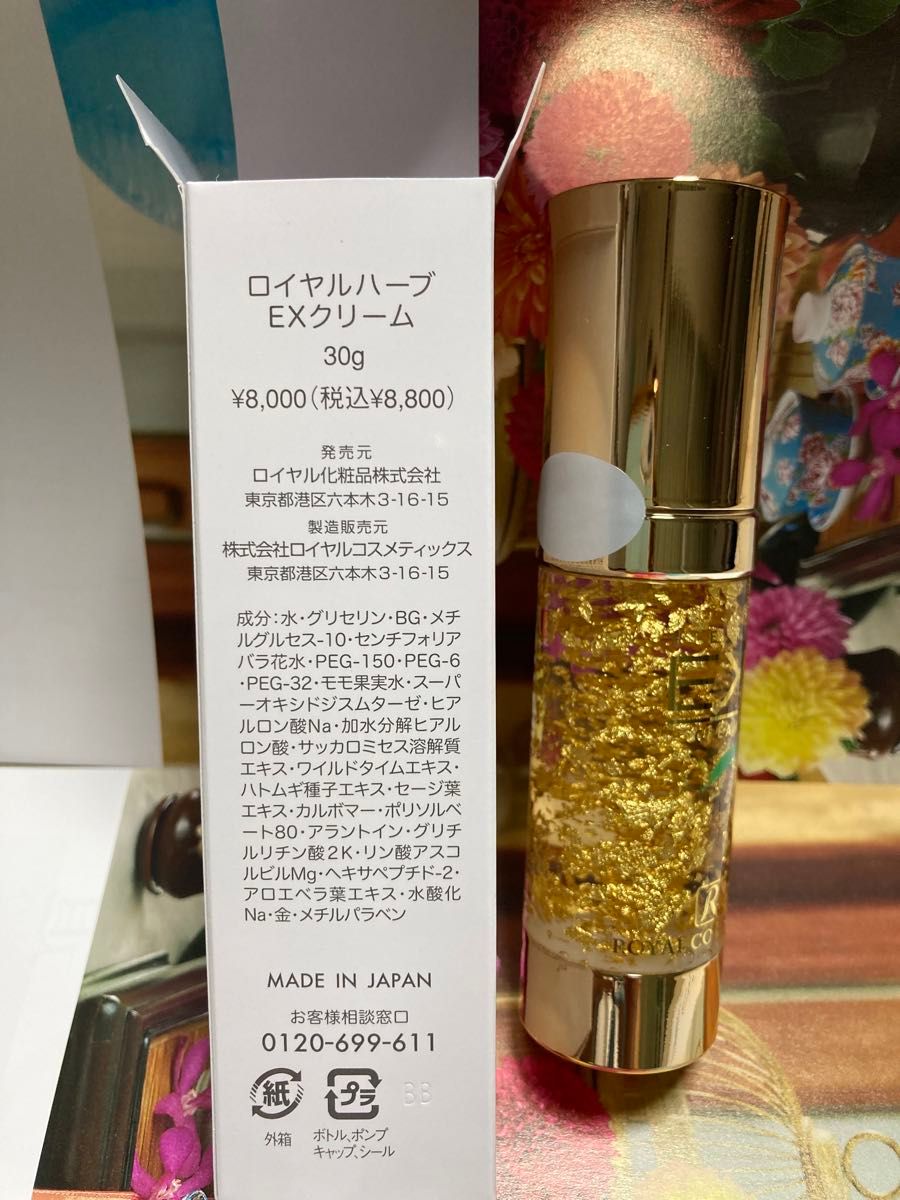 ロイヤルハーブ
EXクリーム
30g
¥8,000(税込¥8,800)
発売元
ロイヤル化粧品株式会社
東京都港区六本木3-16-15
製造販売元
株式会社ロイヤルコスメティックス
東京都港区六本木3-16-15
成分:水・グリセリン・BG・メチ
ルグルセス-10・センチフォリア
バラ花水・PEG-150・PEG-6
・PEG-32・モモ果実水・スーパ
ーオキシドジスムターゼ・ヒア
ルロン酸Na・加水分解ヒアル
ロン酸・サッカロミセス溶解質
エキス・ワイルドタイムエキス・
ハトムギ種子エキス・セージ葉
エキス・カルボマー・ポリソルベ
ート80・アラントイン・グリチ
ルリチン酸2K・リン酸アスコ
ルビルMg・ヘキサペプチド-2・
アロエベラ葉エキス・水酸化
Na・金・メチルパラベン
MADE IN JAPAN
お客様相談窓口
0120-699-611
紙
プラ
BB
外箱
ボトル、ポンプ
キャップ、シール
R
ROYAL CO